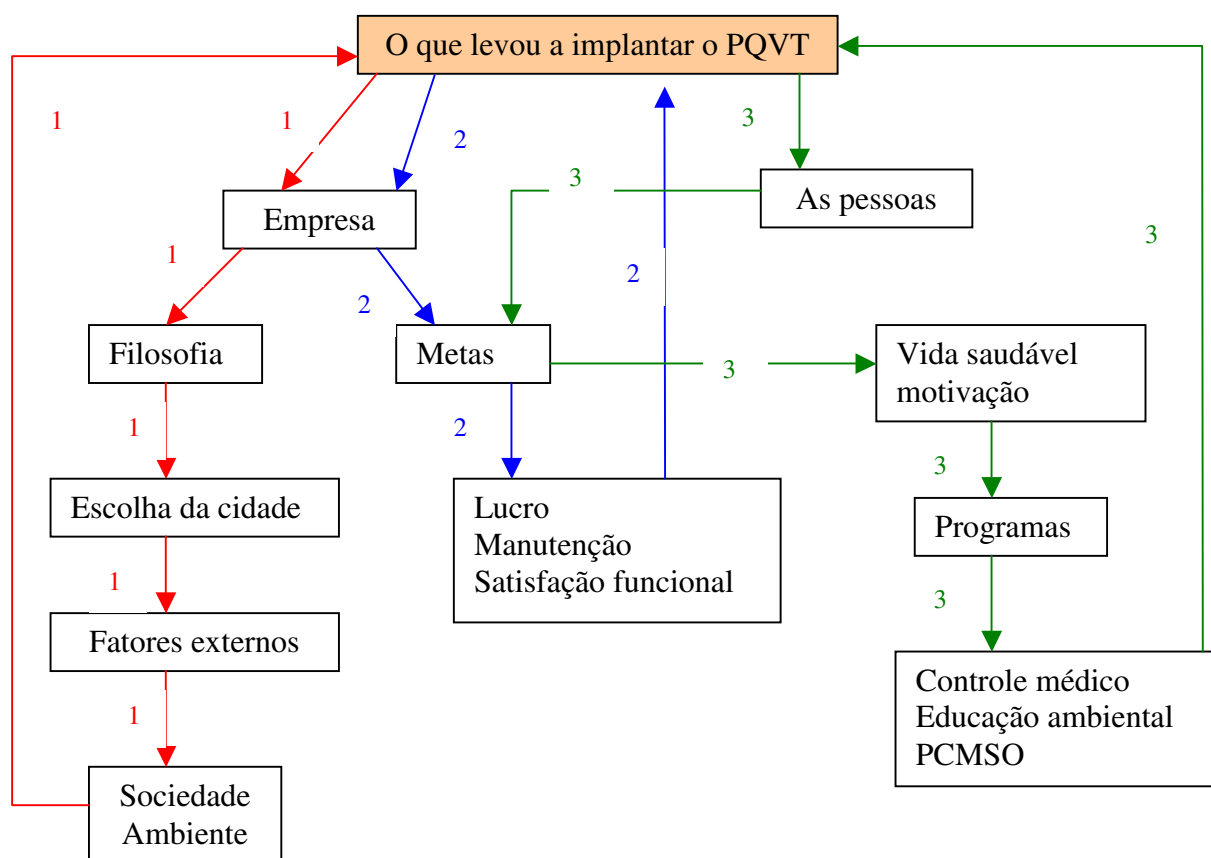 O que levou a implantar o PQVT
1
1
2
3
3
As pessoas
Empresa
3
1
2
2
Filosofia
Metas
3
Vida saudável
motivação
1
2
3
Escolha da cidade
Lucro
Manutenção
Satisfação funcional
Programas
1
3
Fatores externos
Controle médico
Educação ambiental
PCMSO
1
Sociedade
Ambiente